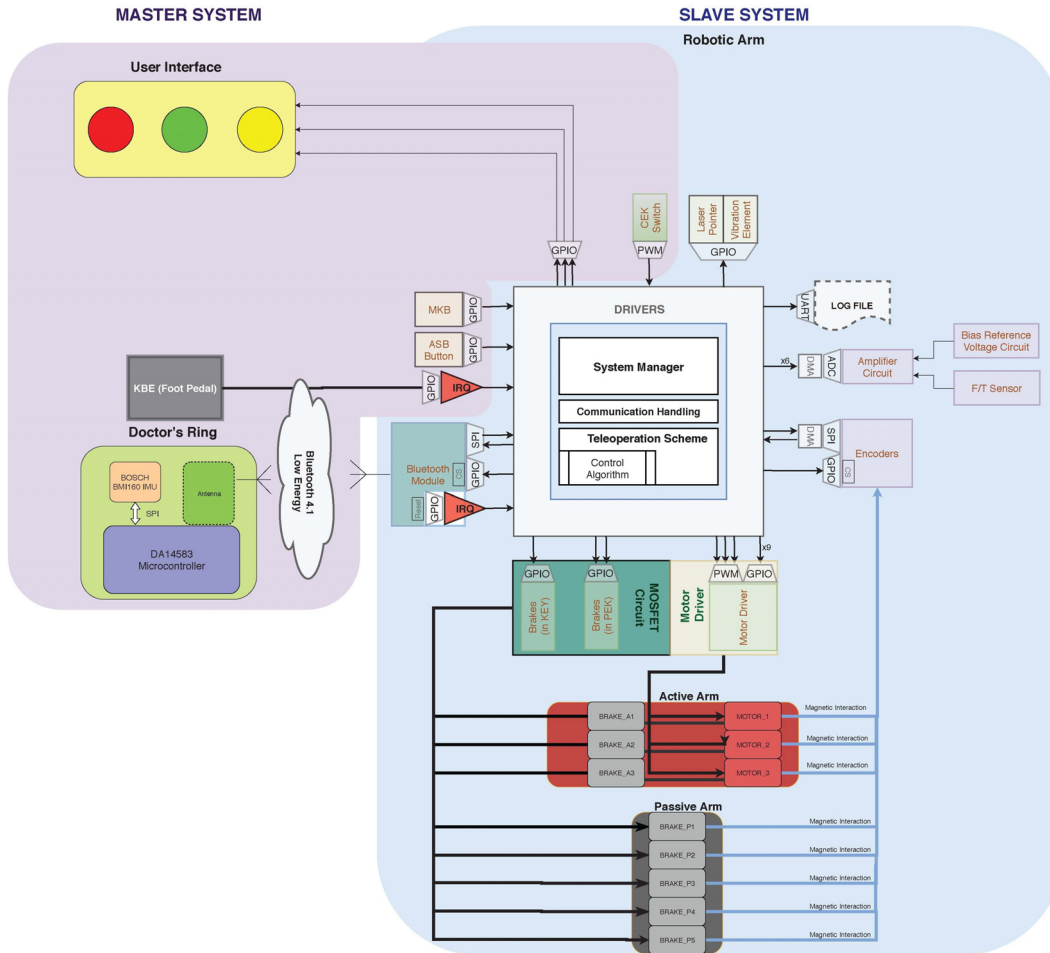 MASTER SYSTEM
SLAVE SYSTEM
Robotic Arm
User Interface
CEK
Switch
PWM
Laser
Pointer
Vibration
Element
GPIO
GPIO
MKB
GPIO
ASB
Button
GPIO
KBE (Foot Pedal)
GPIO
IRQ
DRIVERS
System Manager
Communication Handling
Teleoperation Scheme
Control
Algorithm
UART
LOG FILE
x6
DMA
ADC
Amplifier
Circuit
Bias Reference
Voltage Circuit
F/T Sensor
DMA
SPI
GPIO
CS
Encoders
Doctor's Ring
BOSCH
BMI160 IMU
SPI
Antenna
DA14583
Microcontroller
Bluetooth 4.1
Low Energy
Bluetooth
Module
SPI
CS
GPIO
Reset
GPIO
IRQ
x9
GPIO
Brakes
(in KEY)
GPIO
Brakes
(in PEK)
MOSFET
Circuit
Motor
Driver
PWM
GPIO
Motor Driver
Active Arm
BRAKE_A1
MOTOR_1
Magnetic Interaction
BRAKE_A2
MOTOR_2
Magnetic Interaction
BRAKE_A3
MOTOR_3
Magnetic Interaction
Passive Arm
BRAKE_P1
Magnetic Interaction
BRAKE_P2
Magnetic Interaction
BRAKE_P3
Magnetic Interaction
BRAKE_P4
Magnetic Interaction
BRAKE_P5
Magnetic Interaction